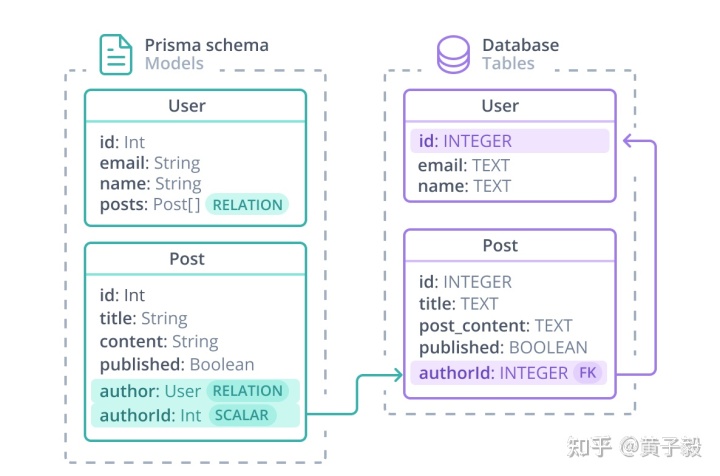 Prisma schema
Models
User
id: Int
email: String
name: String
posts: Post[] RELATION
Post
id: Int
title: String
content: String
published: Boolean
author: User RELATION
authorId: Int SCALAR
Database
Tables
User
id: INTEGER
email: TEXT
name: TEXT
Post
id: INTEGER
title: TEXT
post_content: TEXT
published: BOOLEAN
authorId: INTEGER FK
知乎 @黄子毅